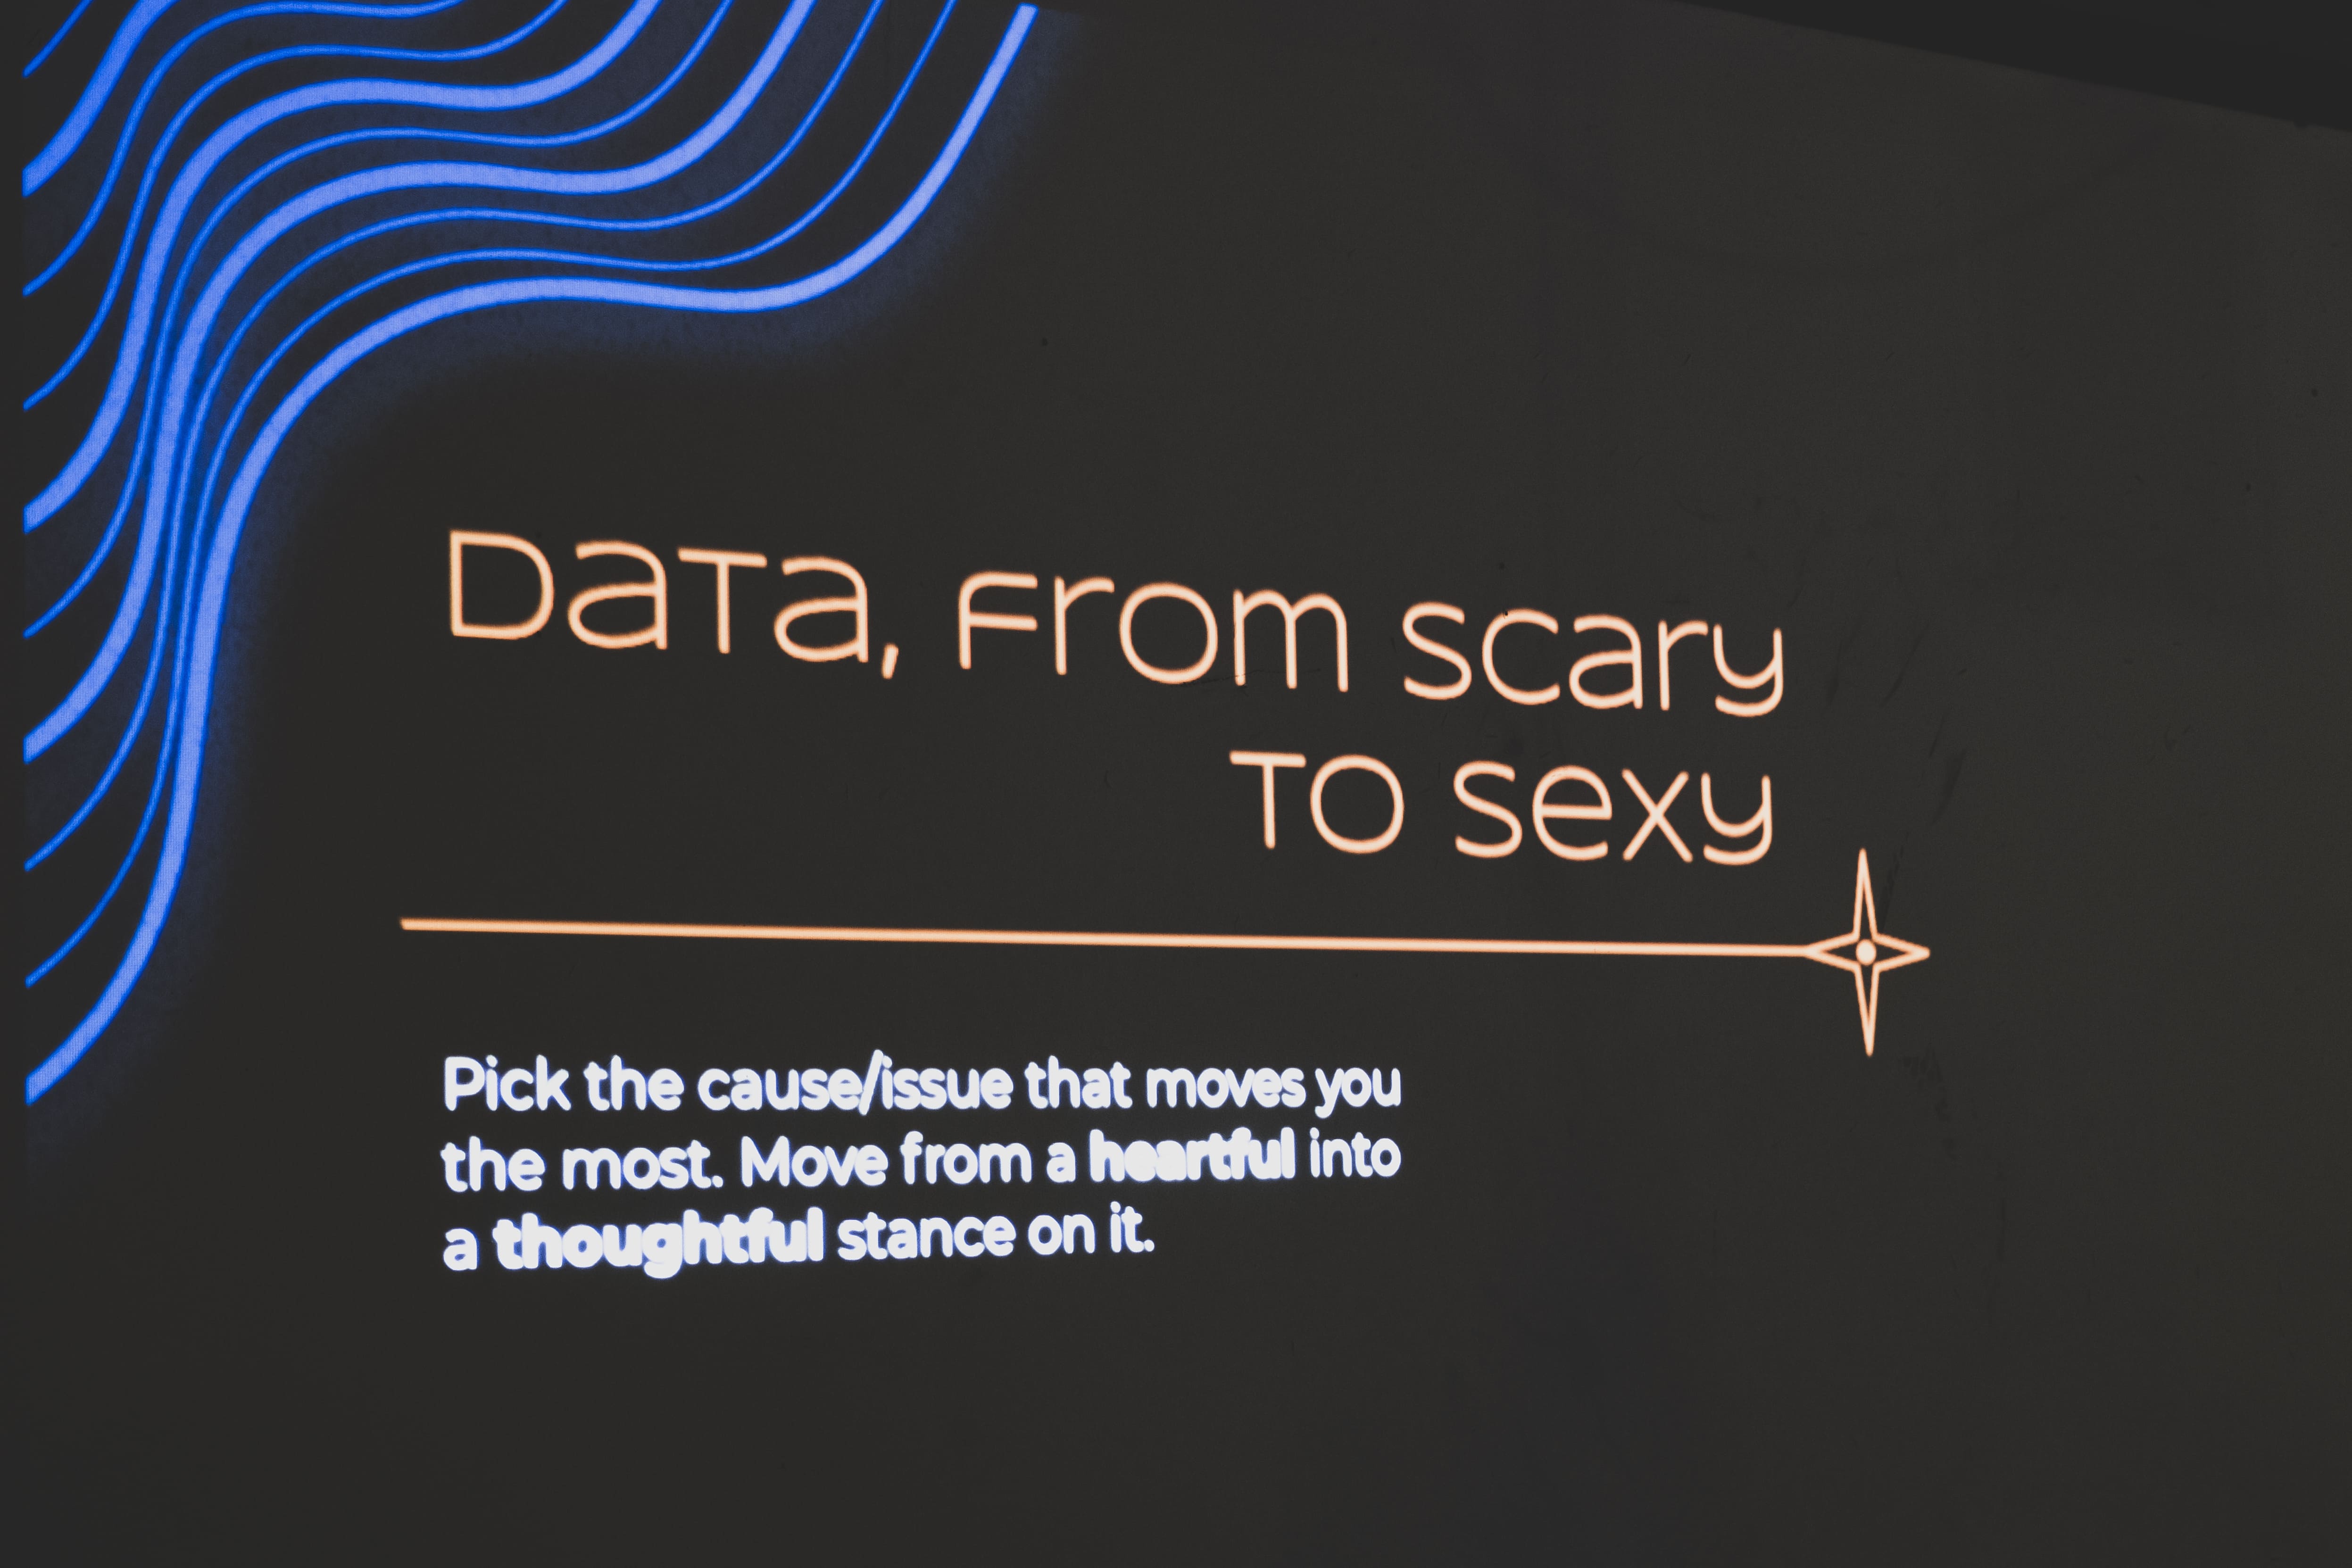 Data, From scary
To sexy
Pick the cause/issue that moves you
the most. Move from a heartful into
a thoughtful stance on it.